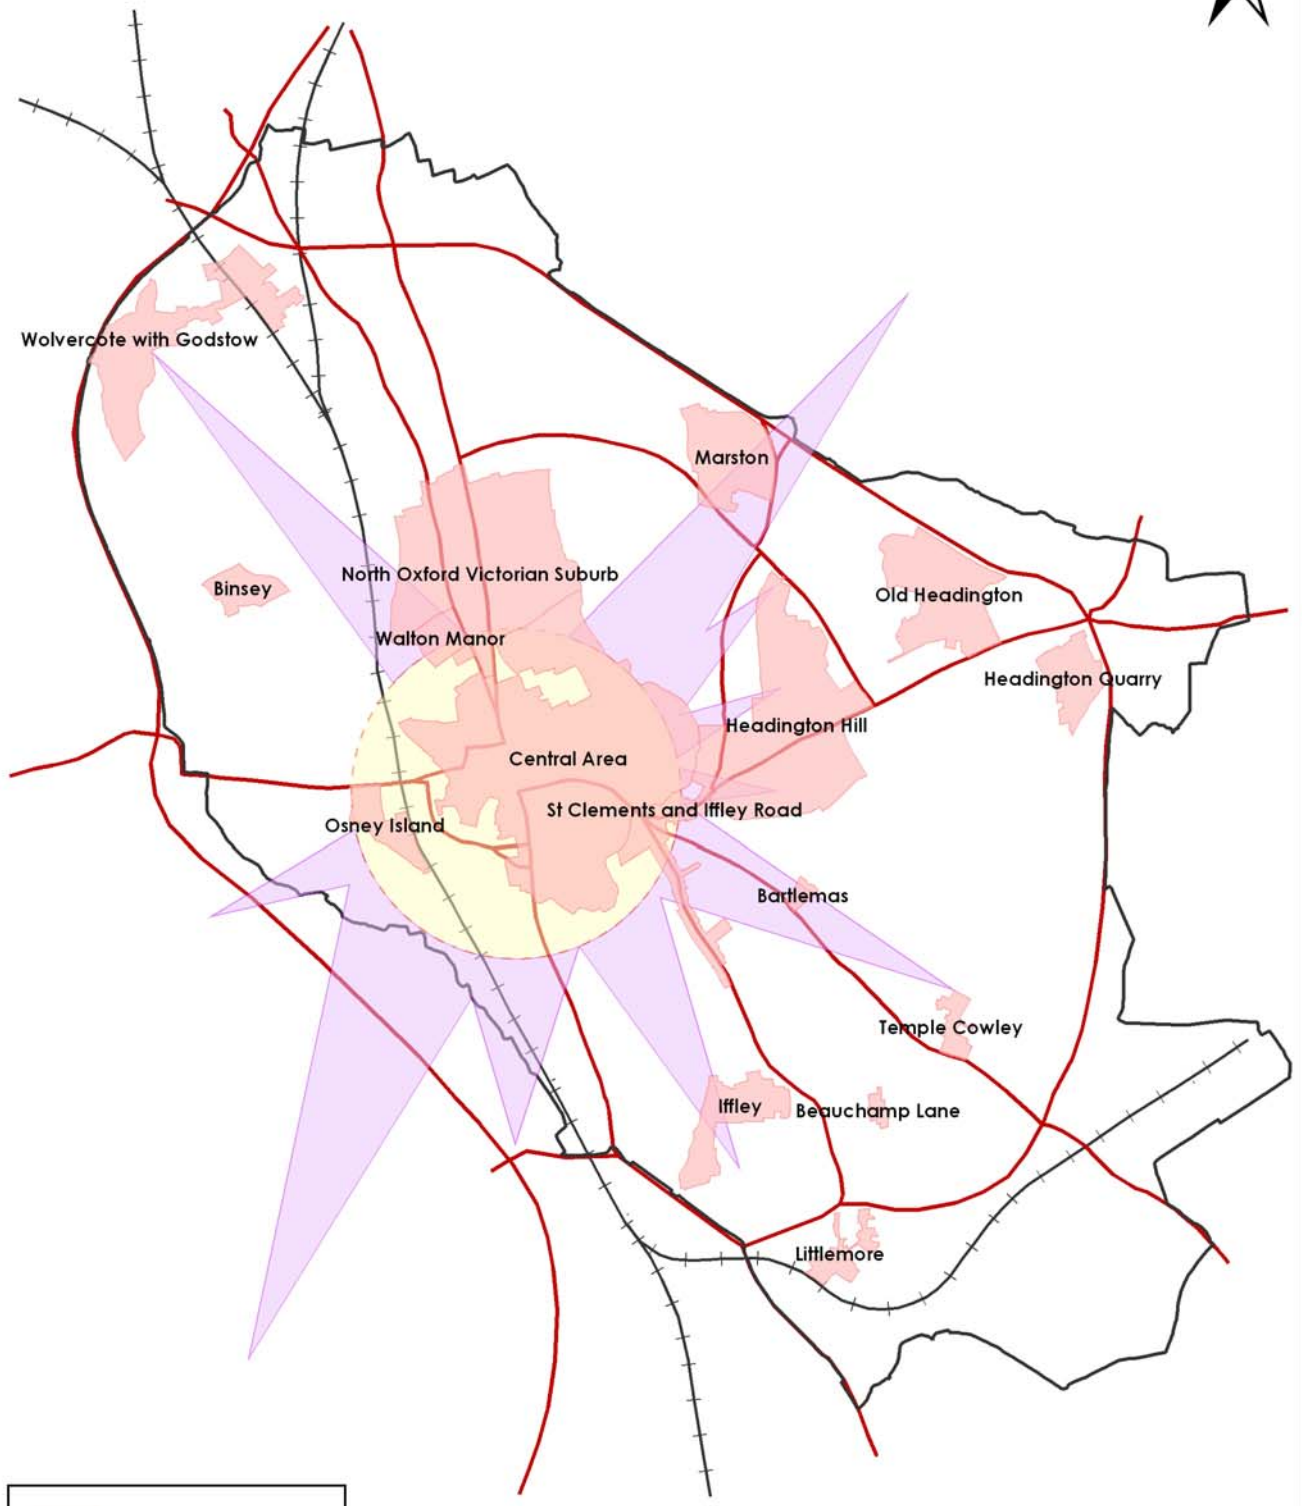 Wolvercote with Godstow
Marston
North Oxford Victorian Suburb
Binsey
Old Headington
Walton Manor
Headington Quarry
Headington Hill
Central Area
St Clements and Iffley Road
Osney Island
Bartlemas
Temple Cowley
Iffley
Beauchamp Lane
Littlemore